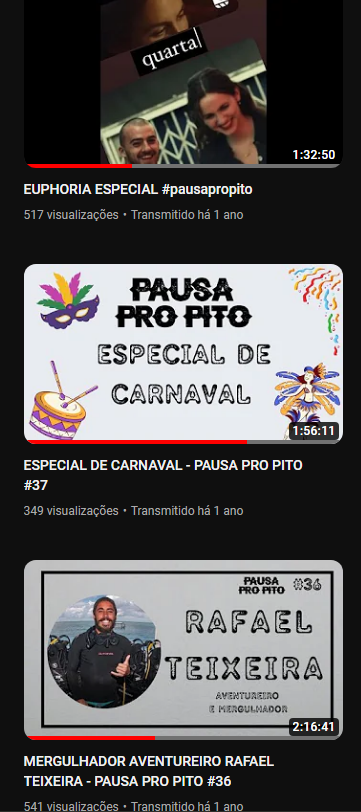 quarta
1:32:50
EUPHORIA ESPECIAL #pausapropito
517 visualizações • Transmitido há 1 ano
PAUSA
PRO PITO
ESPECIAL DE
CARNAVAL
1:56:11
ESPECIAL DE CARNAVAL - PAUSA PRO PITO
#37
349 visualizações • Transmitido há 1 ano
PAUSA
PRO PITO #36
RAFAEL
TEIXEIRA
AVENTUREIRO
E MERGULHADOR
2:16:41
MERGULHADOR AVENTUREIRO RAFAEL
TEIXEIRA - PAUSA PRO PITO #36
541 visualizações • Transmitido há 1 ano